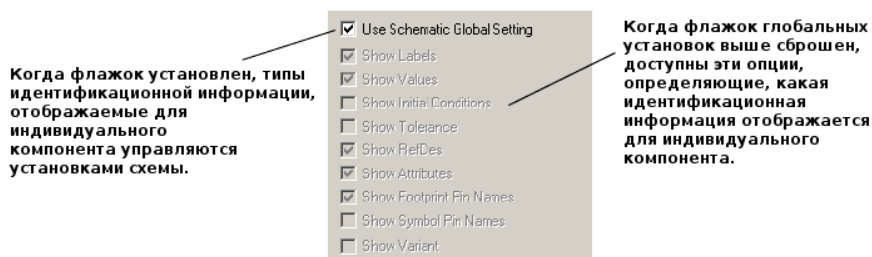 Когда флажок установлен, типы
идентификационной информации,
отображаемые для
индивидуального
компонента управляются
установками схемы.
Use Schematic Global Setting
Show Labels
Show Values
Show Initial Conditions
Show Tolerance
Show RefDes
Show Attributes
Show Footprint Pin Names
Show Symbol Pin Names
Show Variant
Когда флажок глобальных
установок выше сброшен,
доступны эти опции,
определяющие, какая
идентификационная
информация отображается
для индивидуального
компонента.